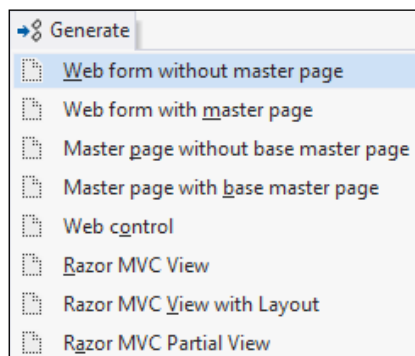 Generate
Web form without master page
Web form with master page
Master page without base master page
Master page with base master page
Web control
Razor MVC View
Razor MVC View with Layout
Razor MVC Partial View